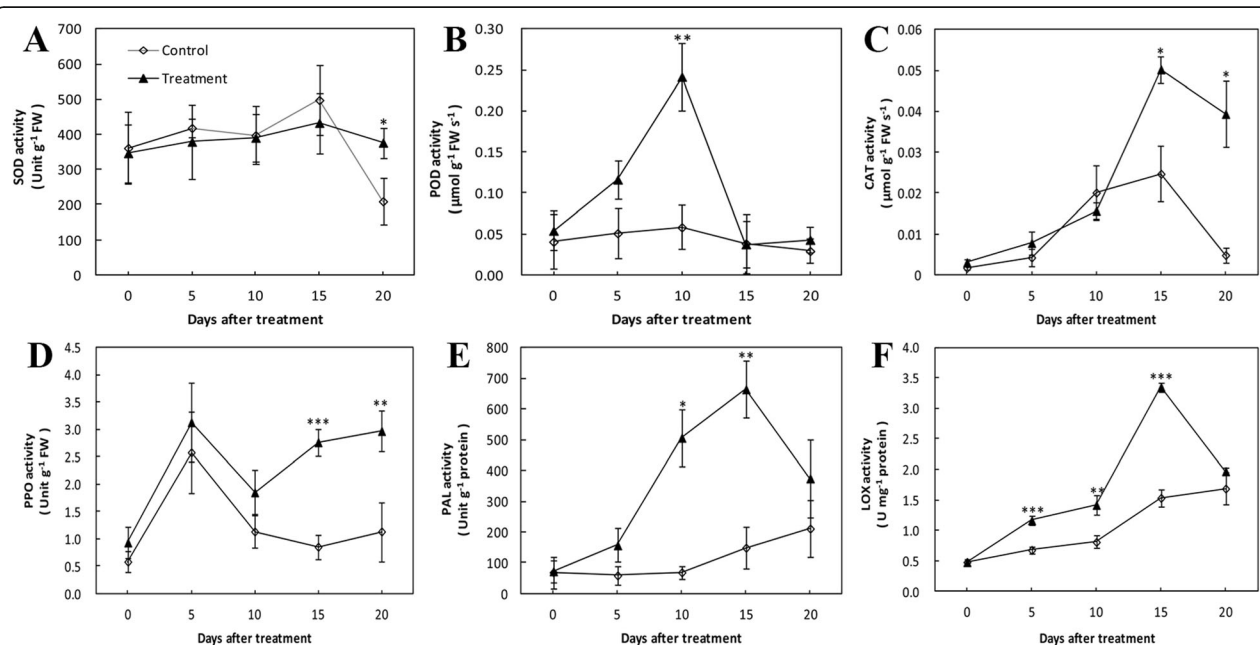 A
SOD activity
( Unit g⁻¹ FW )
700
600
500
400
300
200
100
0
Control
Treatment
*
0 5 10 15 20
Days after treatment
B
POD activity
( μmol g⁻¹ FW s⁻¹ )
0.30
0.25
0.20
0.15
0.10
0.05
0.00
**
0 5 10 15 20
Days after treatment
C
CAT activity
( μmol g⁻¹ FW s⁻¹ )
0.06
0.05
0.04
0.03
0.02
0.01
0
*
*
0 5 10 15 20
Days after treatment
D
PPO activity
( Unit g⁻¹ FW )
4.5
4.0
3.5
3.0
2.5
2.0
1.5
1.0
0.5
0.0
***
**
0 5 10 15 20
Days after treatment
E
PAL activity
( Unit g⁻¹ protein )
800
700
600
500
400
300
200
100
0
*
**
0 5 10 15 20
Days after treatment
F
LOX activity
( U mg⁻¹ protein )
4.0
3.5
3.0
2.5
2.0
1.5
1.0
0.5
0.0
***
**
***
0 5 10 15 20
Days after treatment